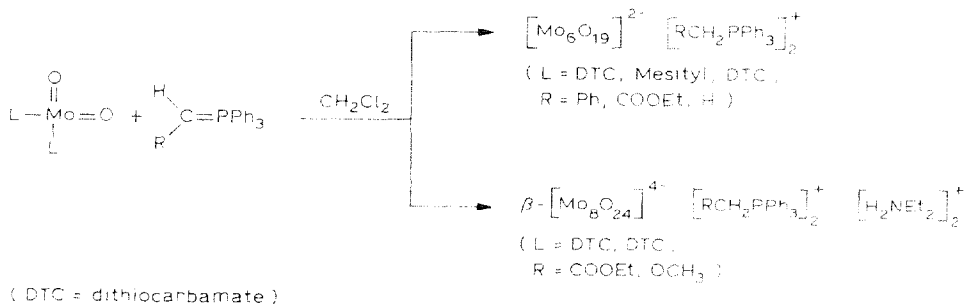 [Mo6O19]2- [RCH2PPh3]2+
( L = DTC, Mesityl, DTC,
R = Ph, COOEt, H )
O
L-Mo=O + H C=PPh3
R
L
CH2Cl2
β-[Mo8O24]4- [RCH2PPh3]2+ [H2NEt2]2+
( L = DTC, DTC,
R = COOEt, OCH3 )
( DTC = dithiocarbamate )